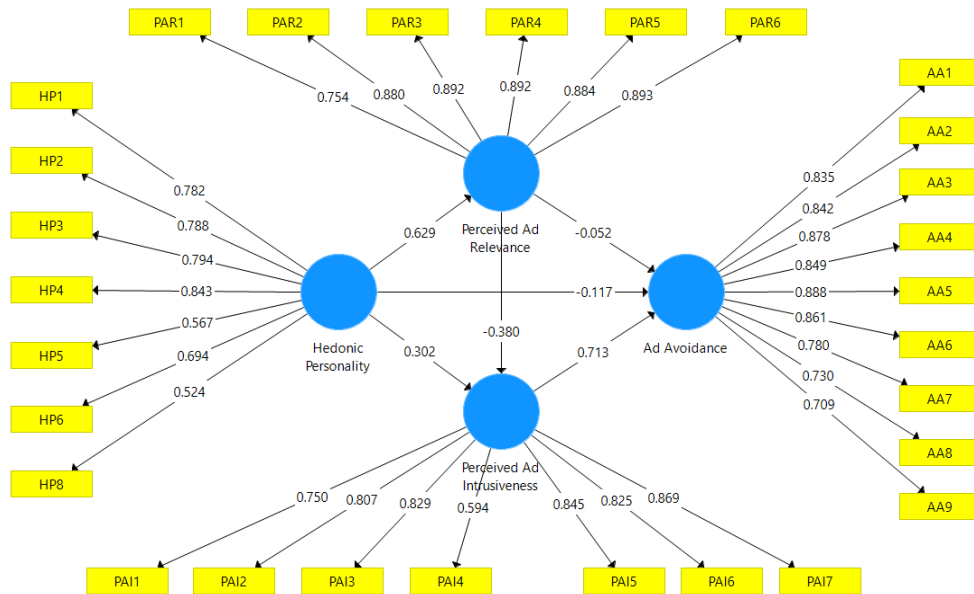 PAR1 PAR2 PAR3 PAR4 PAR5 PAR6
0.754 0.880 0.892 0.892 0.884 0.893
HP1
HP2
HP3
HP4
HP5
HP6
HP8
0.782
0.788
0.794
0.843
0.567
0.694
0.524
Perceived Ad
Relevance
0.629
-0.052
-0.117
-0.380
0.302
0.713
Hedonic
Personality
Ad Avoidance
0.835
0.842
0.878
0.849
0.888
0.861
0.780
0.730
0.709
AA1
AA2
AA3
AA4
AA5
AA6
AA7
AA8
AA9
Perceived Ad
Intrusiveness
0.750 0.807 0.829 0.594 0.845 0.825 0.869
PAI1 PAI2 PAI3 PAI4 PAI5 PAI6 PAI7